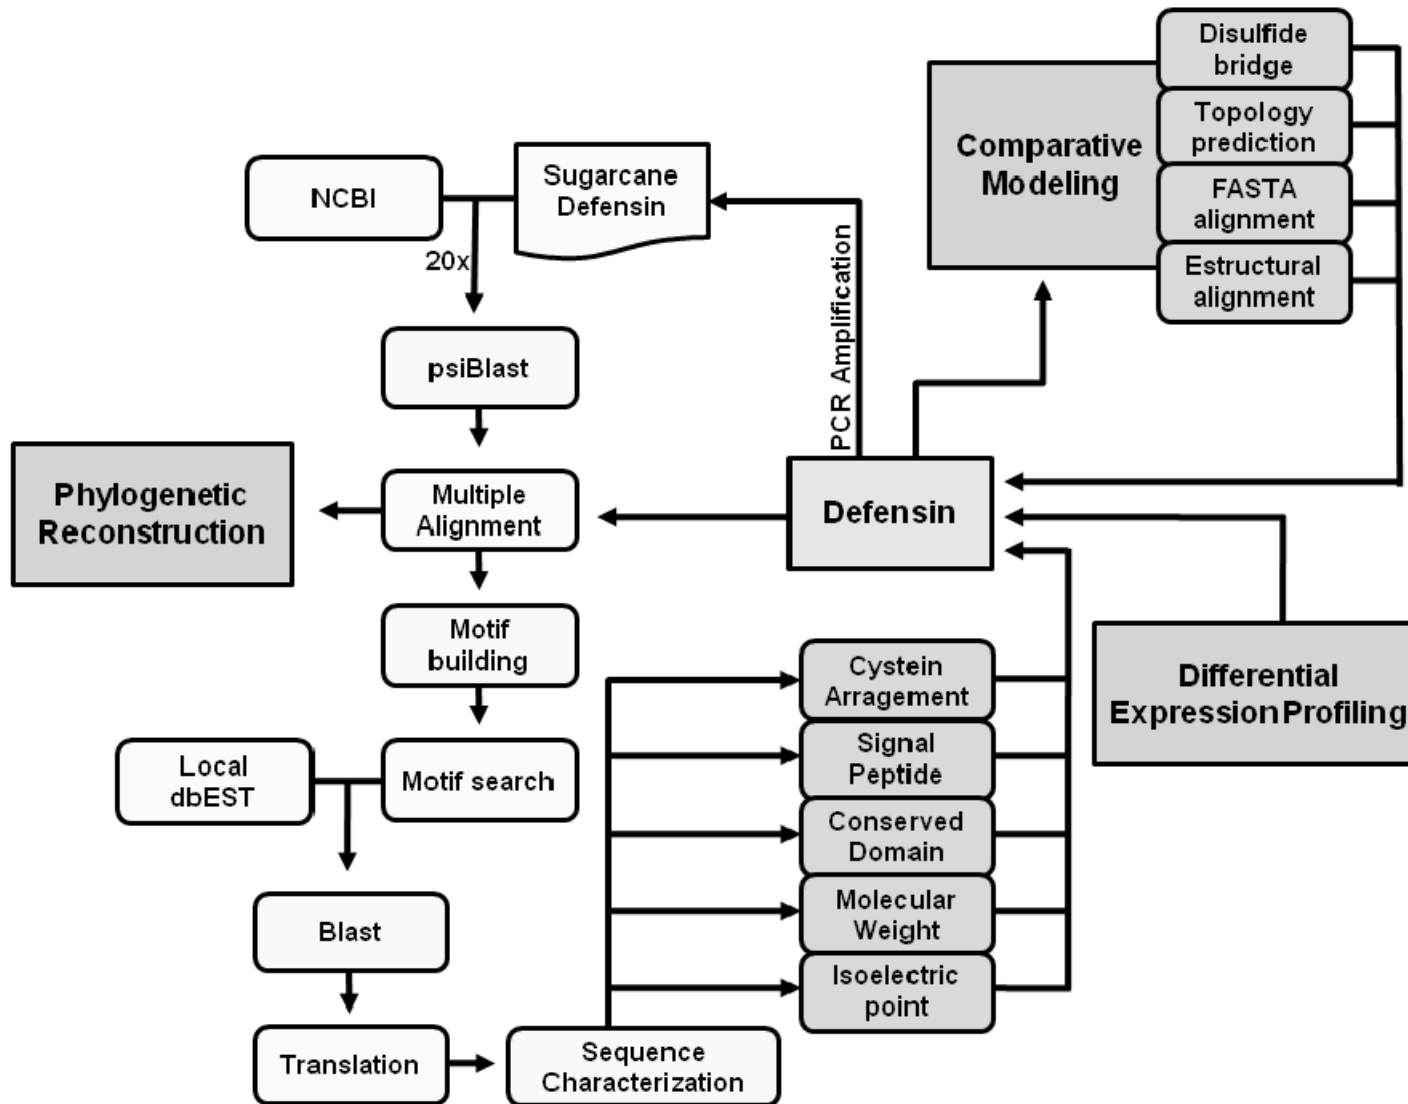 Disulfide
bridge
Topology
prediction
FASTA
alignment
Estructural
alignment
Comparative
Modeling
NCBI
Sugarcane
Defensin
20x
psiBlast
PCR Amplification
Phylogenetic
Reconstruction
Multiple
Alignment
Defensin
Motif
building
Cystein
Arragement
Differential
Expression Profiling
Local
dbEST
Motif search
Signal
Peptide
Conserved
Domain
Blast
Molecular
Weight
Isoelectric
point
Translation
Sequence
Characterization